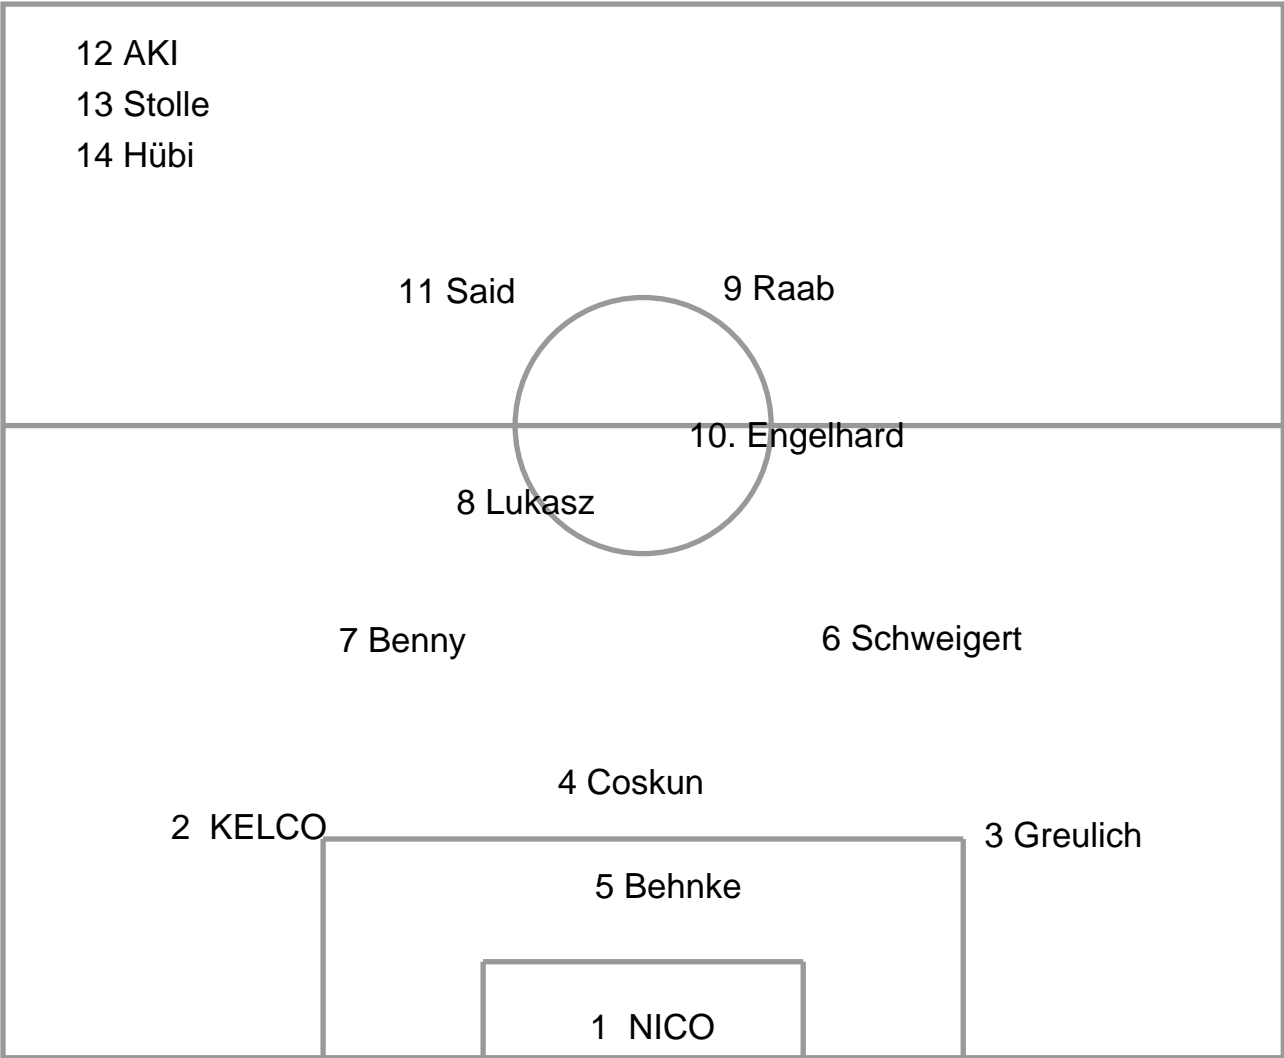 12 AKI
13 Stolle
14 Hübi
11 Said
9 Raab
10. Engelhard
8 Lukasz
7 Benny
6 Schweigert
4 Coskun
2  KELCO
3 Greulich
5 Behnke
1  NICO